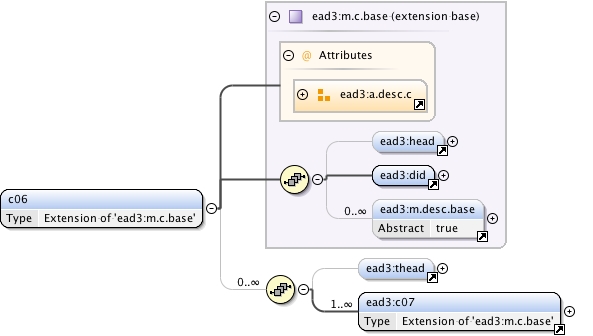 ead3:m.c.base (extension base)
@ Attributes
ead3:a.desc.c
ead3:head
ead3:did
0..∞
ead3:m.desc.base
Abstract true
c06
Type Extension of 'ead3:m.c.base'
0..∞
ead3:thead
1..∞
ead3:c07
Type Extension of 'ead3:m.c.base'